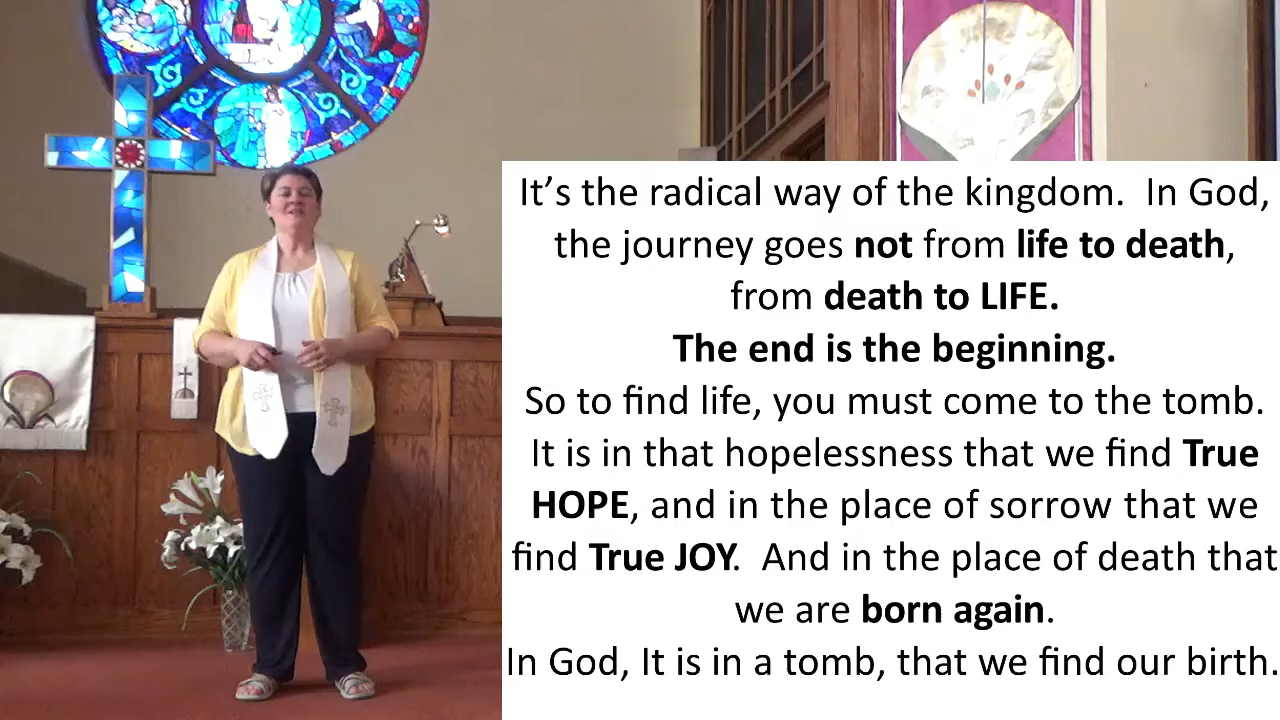 It’s the radical way of the kingdom.  In God,
the journey goes not from life to death,
from death to LIFE.
The end is the beginning.
So to find life, you must come to the tomb.
It is in that hopelessness that we find True
HOPE, and in the place of sorrow that we
find True JOY.  And in the place of death that
we are born again.
In God, It is in a tomb, that we find our birth.